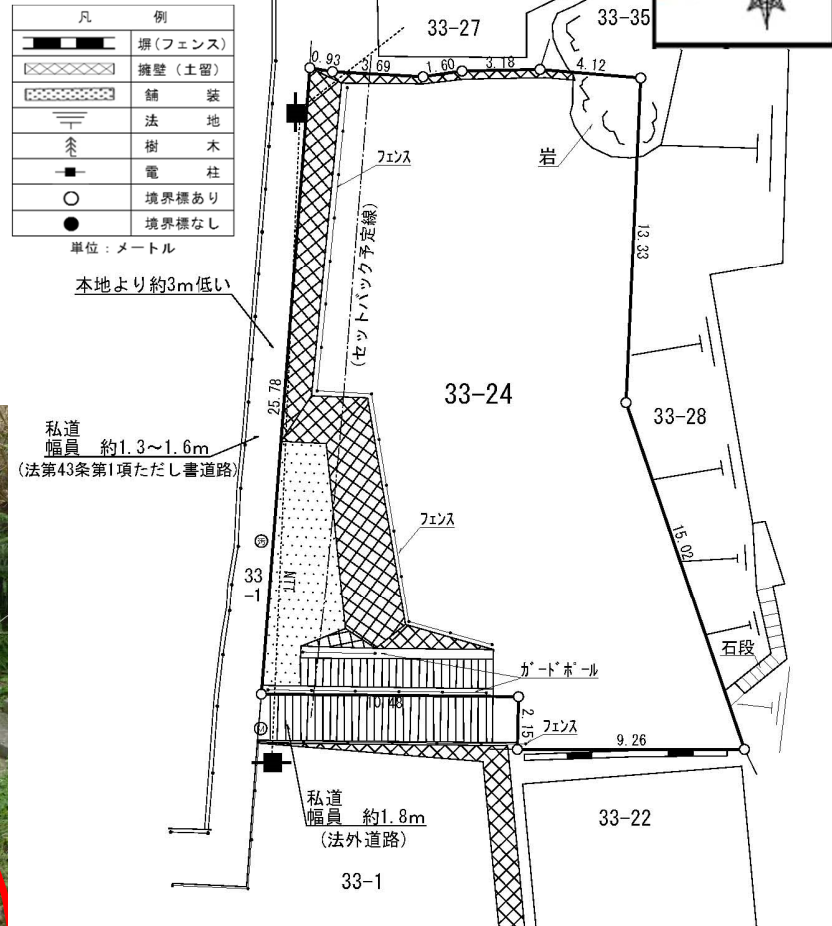 凡 例
塀(フェンス)
擁壁（土留）
舗 装
法 地
樹 木
電 柱
境界標あり
境界標なし
単位：メートル
33-27
33-35
0.93
3.69
1.60
3.18
4.12
フェンス
岩
13.33
(セットバック予定線)
本地より約3m低い
25.78
33-24
33-28
私道
幅員 約1.3～1.6m
(法第43条第1項ただし書道路)
フェンス
15.02
汚
33
-1
NTT
石段
ガードポール
10.48
2.15
フェンス
9.26
M
私道
幅員 約1.8m
(法外道路)
33-22
33-1